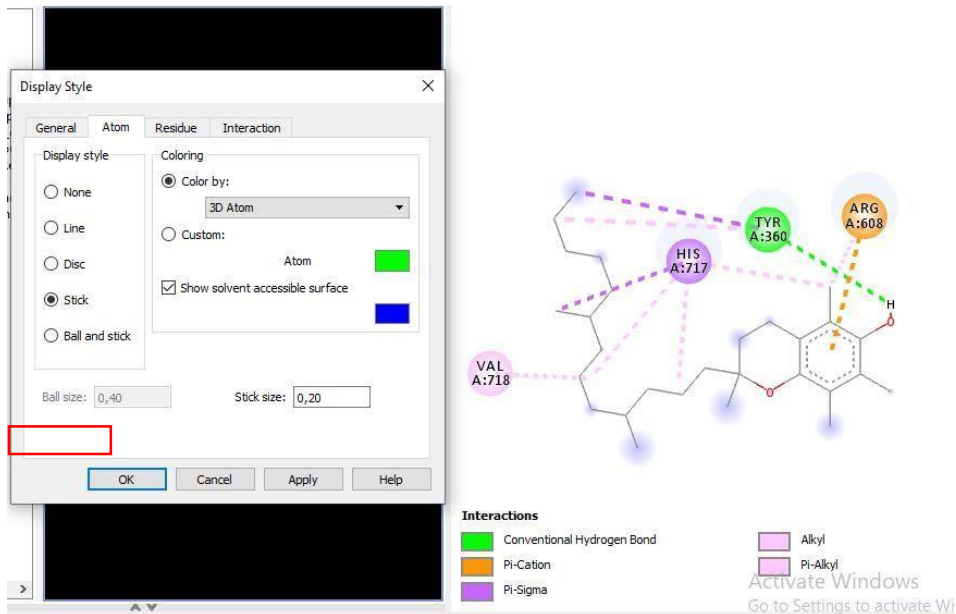 Display Style
General Atom Residue Interaction
Display style
None
Line
Disc
Stick
Ball and stick
Coloring
Color by:
3D Atom
Custom:
Atom
Show solvent accessible surface
Ball size: 0,40
Stick size: 0,20
OK Cancel Apply Help
TYR
A:360
ARG
A:608
HIS
A:717
VAL
A:718
H
O
O
Interactions
Conventional Hydrogen Bond
Pi-Cation
Pi-Sigma
Alkyl
Pi-Alkyl
Activate Windows
Go to Settings to activate Wi